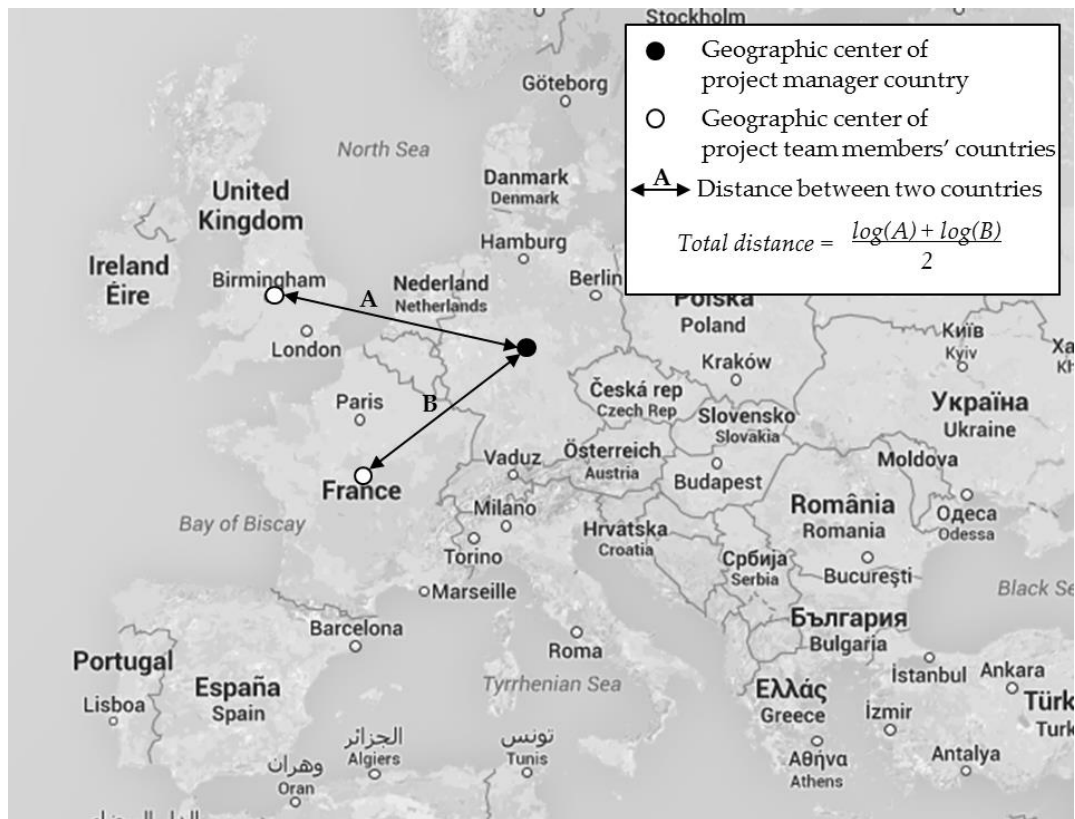 Stockholm
Göteborg
North Sea
United
Kingdom
Ireland
Éire
Birmingham
London
Danmark
Denmark
Hamburg
Nederland
Netherlands
Berlin
Polska
Poland
Kraków
Київ
Kyiv
Ха
Kh
Paris
Česká rep
Czech Rep
Slovensko
Slovakia
Україна
Ukraine
Vaduz
Österreich
Austria
Budapest
Moldova
France
Bay of Biscay
Milano
Torino
Hrvatska
Croatia
România
Romania
Одеса
Odessa
Србија
Serbia
București
Marseille
Black Se
България
Bulgaria
Barcelona
Roma
Portugal
Lisboa
España
Spain
Tyrrhenian Sea
Ελλάς
Greece
İstanbul
Ankara
Türk
Turk
İzmir
Antalya
Αθήνα
Athens
الجزائر
Algiers
تونس
Tunis
وهران
Oran
A
B
Geographic center of
project manager country
Geographic center of
project team members’ countries
A Distance between two countries
Total distance = log(A) + log(B)
2